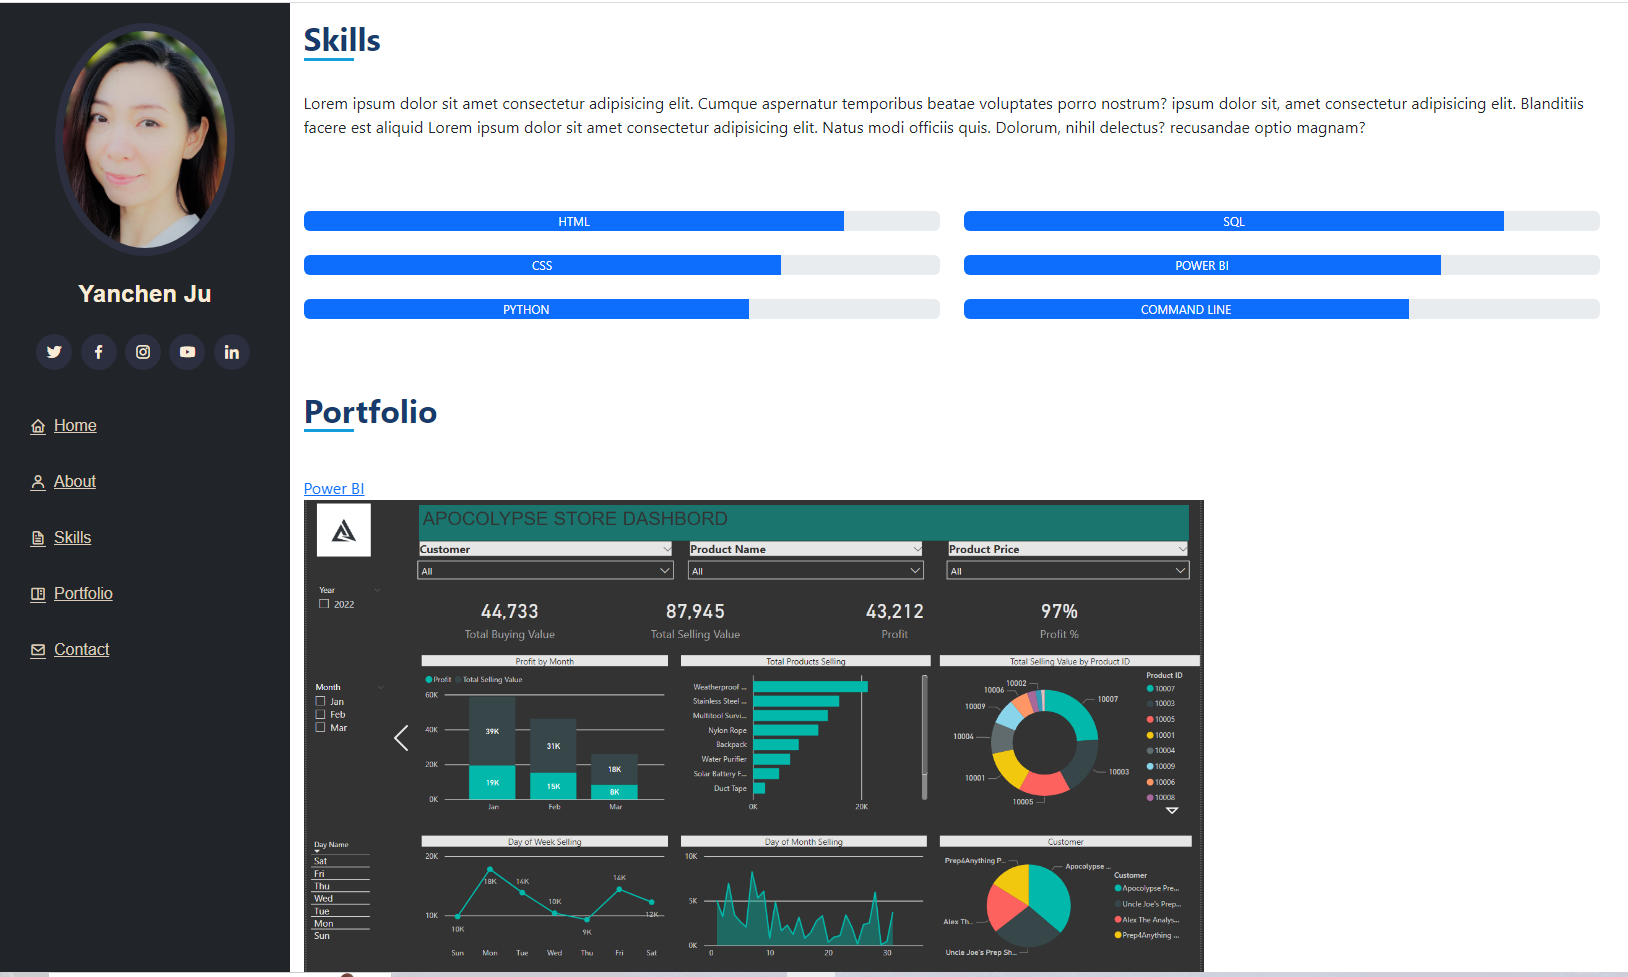 Yanchen Ju
Home
About
Skills
Portfolio
Contact
Skills
Lorem ipsum dolor sit amet consectetur adipisicing elit. Cumque aspernatur temporibus beatae voluptates porro nostrum? ipsum dolor sit, amet consectetur adipisicing elit. Blanditiis
facere est aliquid Lorem ipsum dolor sit amet consectetur adipisicing elit. Natus modi officiis quis. Dolorum, nihil delectus? recusandae optio magnam?
HTML
SQL
CSS
POWER BI
PYTHON
COMMAND LINE
Portfolio
Power BI
APOCOLYPSE STORE DASHBORD
Customer
Product Name
Product Price
All
All
All
Year
2022
44,733
Total Buying Value
87,945
Total Selling Value
43,212
Profit
97%
Profit %
Month
Jan
Feb
Mar
Profit by Month
Profit Total Selling Value
60K
40K
20K
0K
39K
19K
31K
15K
18K
8K
Jan Feb Mar
Total Products Selling
Weatherproof ...
Stainless Steel ...
Multitool Survi...
Nylon Rope
Backpack
Water Purifier
Solar Battery F...
Duct Tape
0K 20K
Total Selling Value by Product ID
10002
10006
10009
10004
10001
10005
10003
10007
Product ID
10007
10003
10005
10001
10004
10009
10006
10008
Day Name
Sat
Fri
Thu
Wed
Tue
Mon
Sun
Day of Week Selling
20K
10K
10K
18K
14K
10K
9K
14K
12K
Sun Mon Tue Wed Thu Fri Sat
Day of Month Selling
10K
5K
0K
0 10 20 30
Customer
Prep4Anything P...
Apocolypse ...
Alex Th...
Uncle Joe's Prep Sh...
Customer
Apocolypse Pre...
Uncle Joe's Prep...
Alex The Analys...
Prep4Anything ...